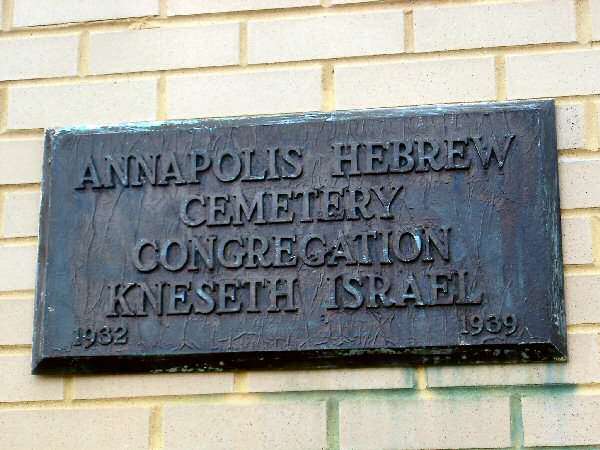 ANNAPOLIS HEBREW
CEMETERY
CONGREGATION
KNESETH ISRAEL
1932 1939